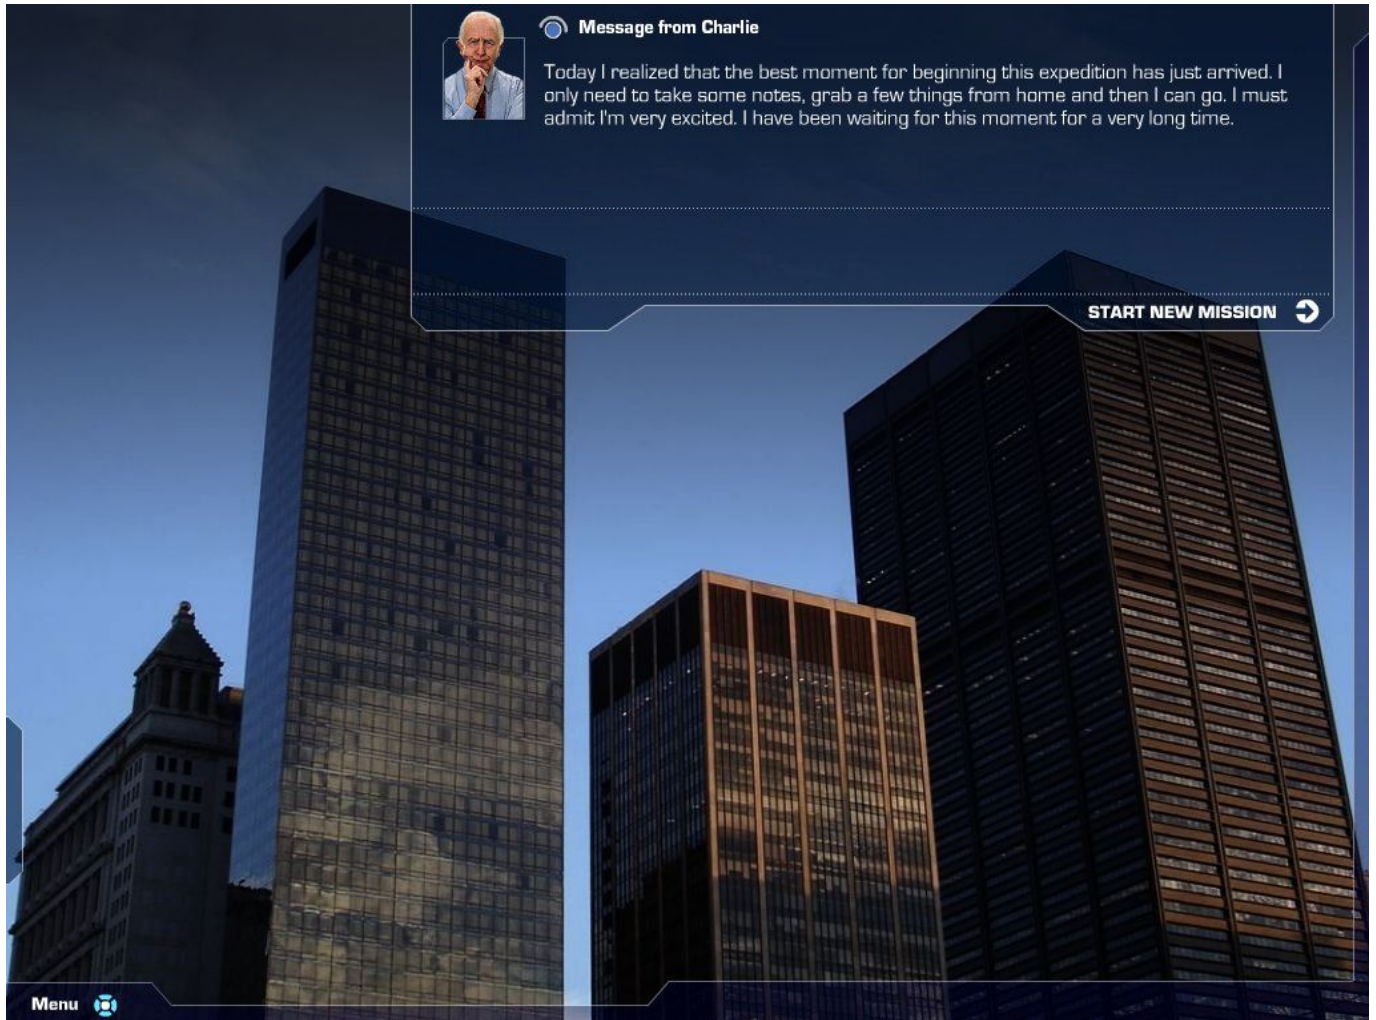 Message from Charlie
Today I realized that the best moment for beginning this expedition has just arrived. I
only need to take some notes, grab a few things from home and then I can go. I must
admit I'm very excited. I have been waiting for this moment for a very long time.
START NEW MISSION
Menu